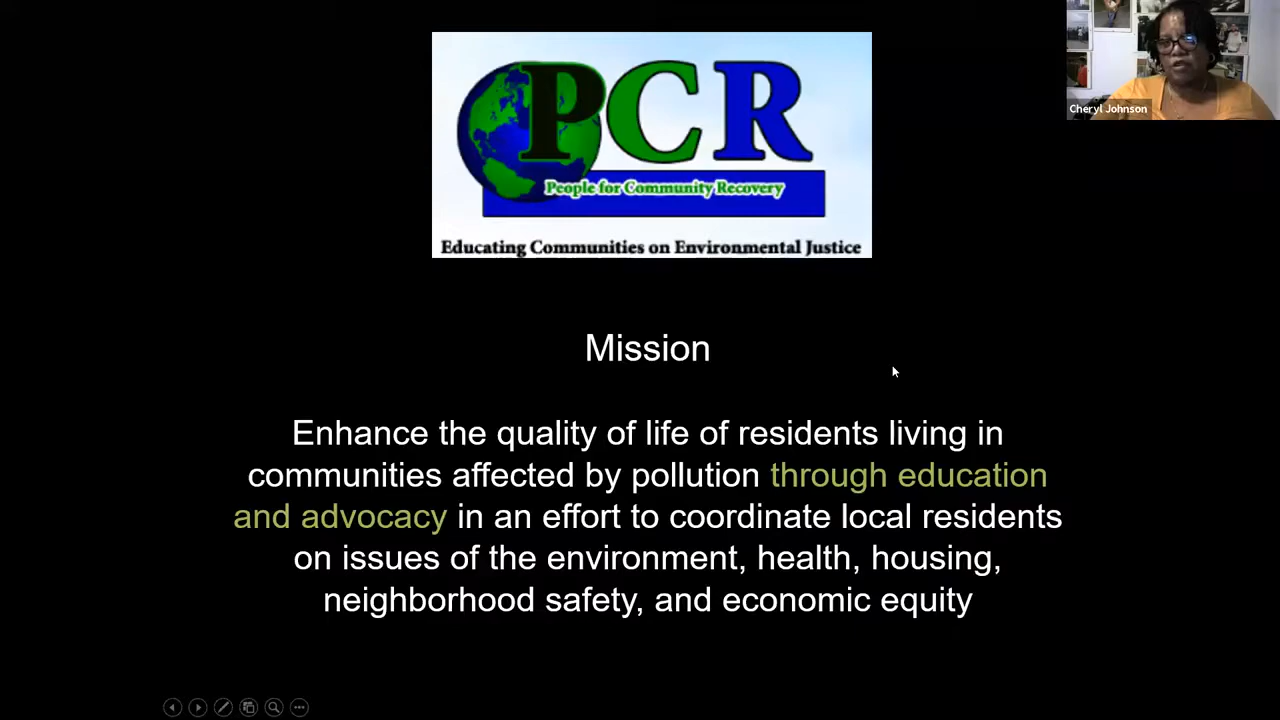 Cheryl Johnson
PCR
People for Community Recovery
Educating Communities on Environmental Justice
Mission
Enhance the quality of life of residents living in
communities affected by pollution through education
and advocacy in an effort to coordinate local residents
on issues of the environment, health, housing,
neighborhood safety, and economic equity